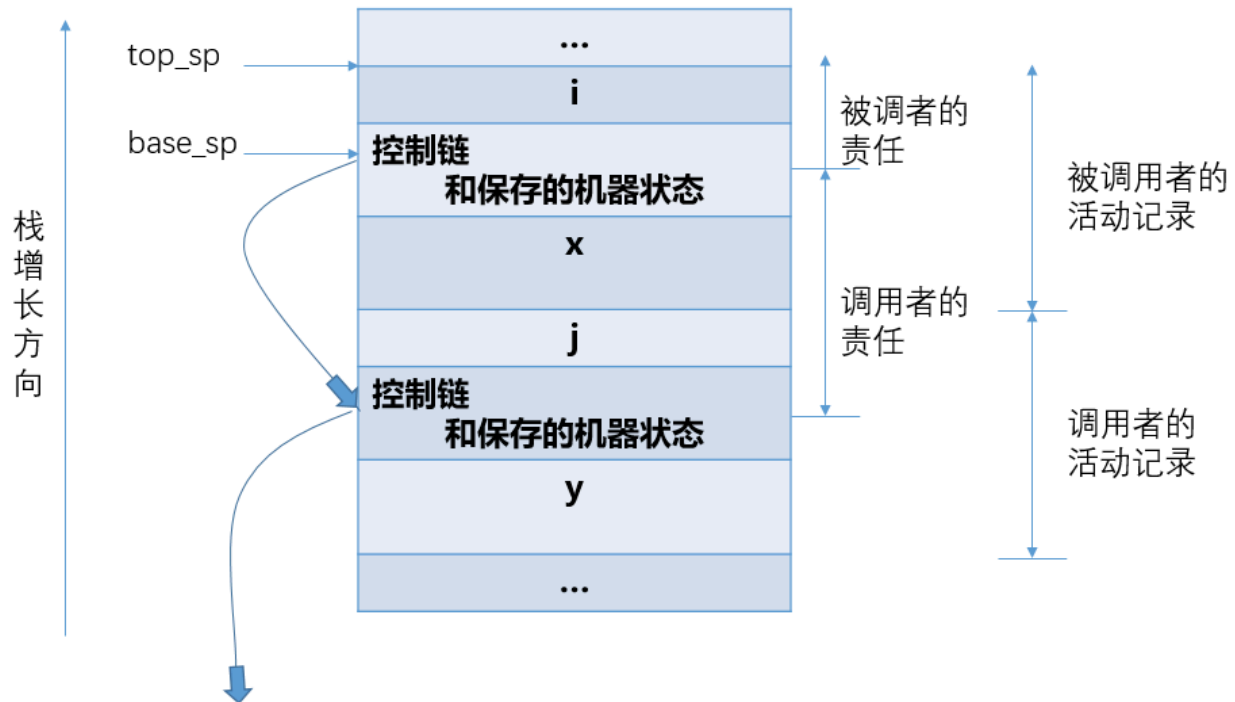 栈增长方向
top_sp
base_sp
...
i
控制链
和保存的机器状态
x
j
控制链
和保存的机器状态
y
...
被调者的
责任
调用者的
责任
被调用者的
活动记录
调用者的
活动记录